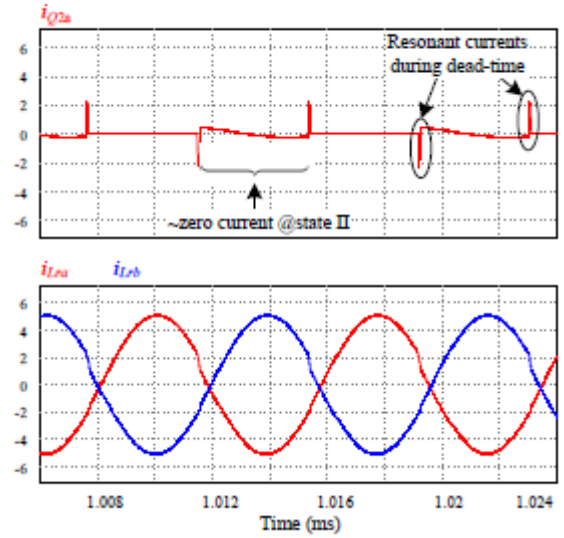 iQ2a
Resonant currents
during dead-time
6
4
2
0
-2
-4
-6
~zero current @state II
iLra iLrb
6
4
2
0
-2
-4
-6
1.008 1.012 1.016 1.02 1.024
Time (ms)